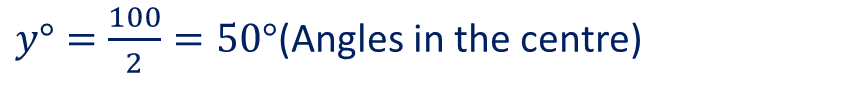 y° = 100/2 = 50°(Angles in the centre)